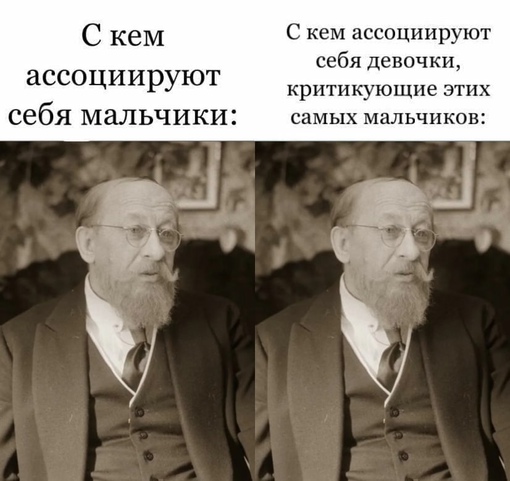 С кем
ассоциируют
себя мальчики:
С кем ассоциируют
себя девочки,
критикующие этих
самых мальчиков: